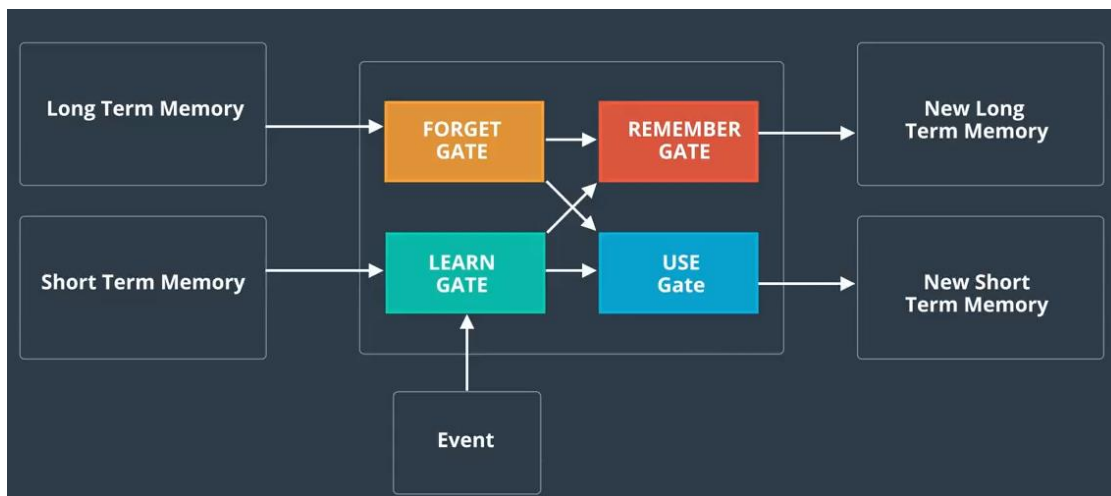 Long Term Memory
FORGET
GATE
REMEMBER
GATE
New Long
Term Memory
Short Term Memory
LEARN
GATE
USE
Gate
New Short
Term Memory
Event